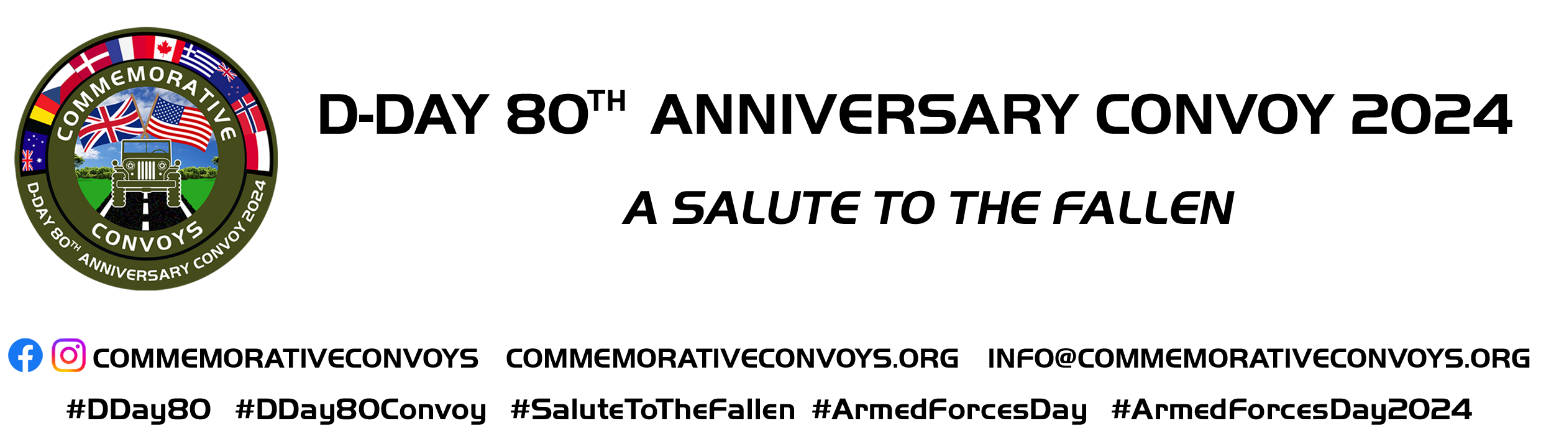 COMMEMORATIVE
CONVOYS
D-DAY 80TH ANNIVERSARY CONVOY 2024
D-DAY 80TH ANNIVERSARY CONVOY 2024
A SALUTE TO THE FALLEN
COMMEMORATIVECONVOYS COMMEMORATIVECONVOYS.ORG INFO@COMMEMORATIVECONVOYS.ORG
#DDay80 #DDay80Convoy #SaluteToTheFallen #ArmedForcesDay #ArmedForcesDay2024